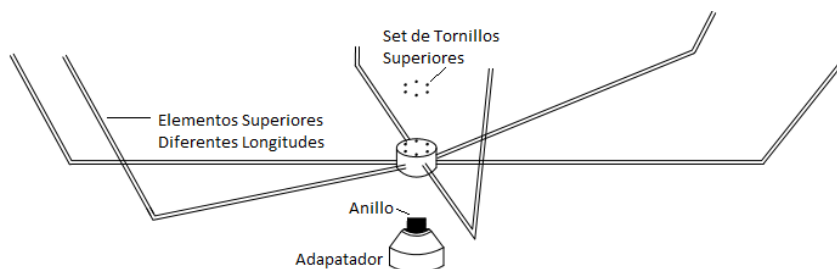 Set de Tornillos
Superiores
Elementos Superiores
Diferentes Longitudes
Anillo
Adapatador